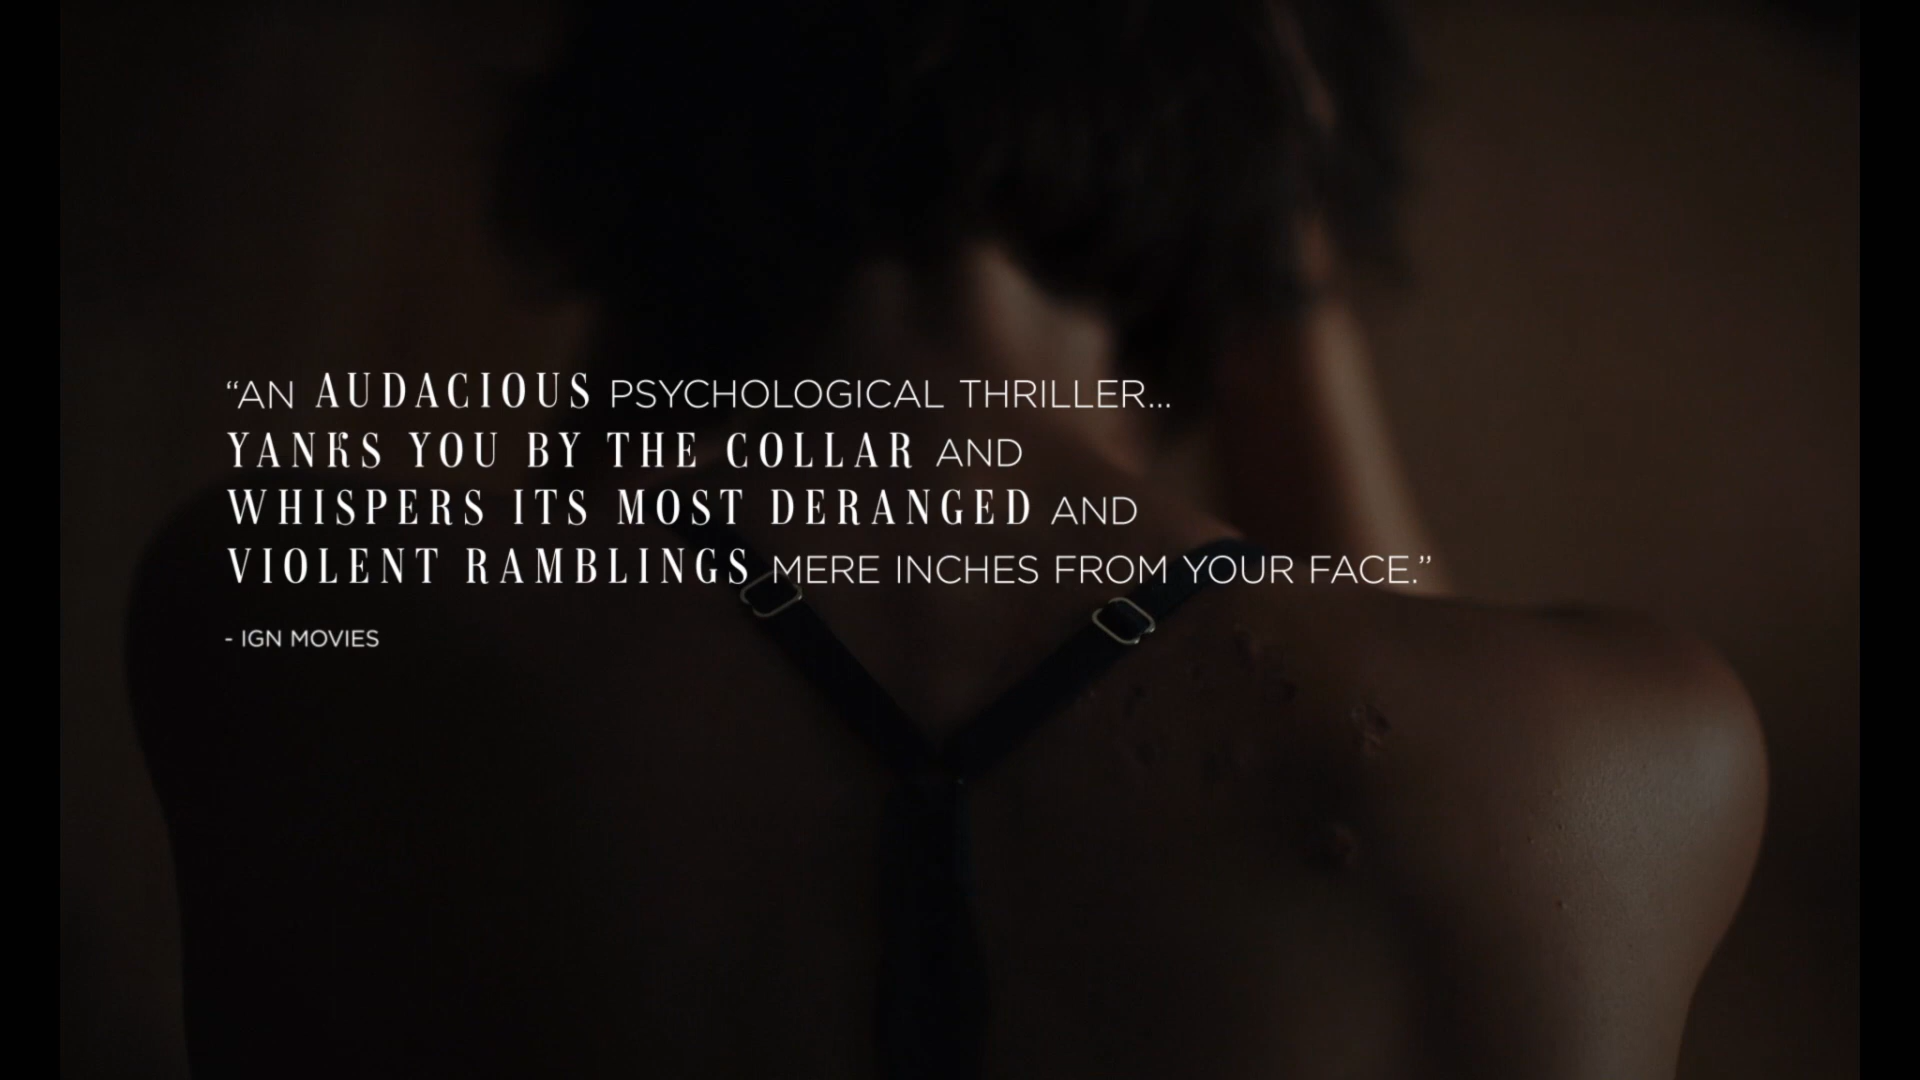 “AN AUDACIOUS PSYCHOLOGICAL THRILLER...
YANKS YOU BY THE COLLAR AND
WHISPERS ITS MOST DERANGED AND
VIOLENT RAMBLINGS MERE INCHES FROM YOUR FACE.”
- IGN MOVIES